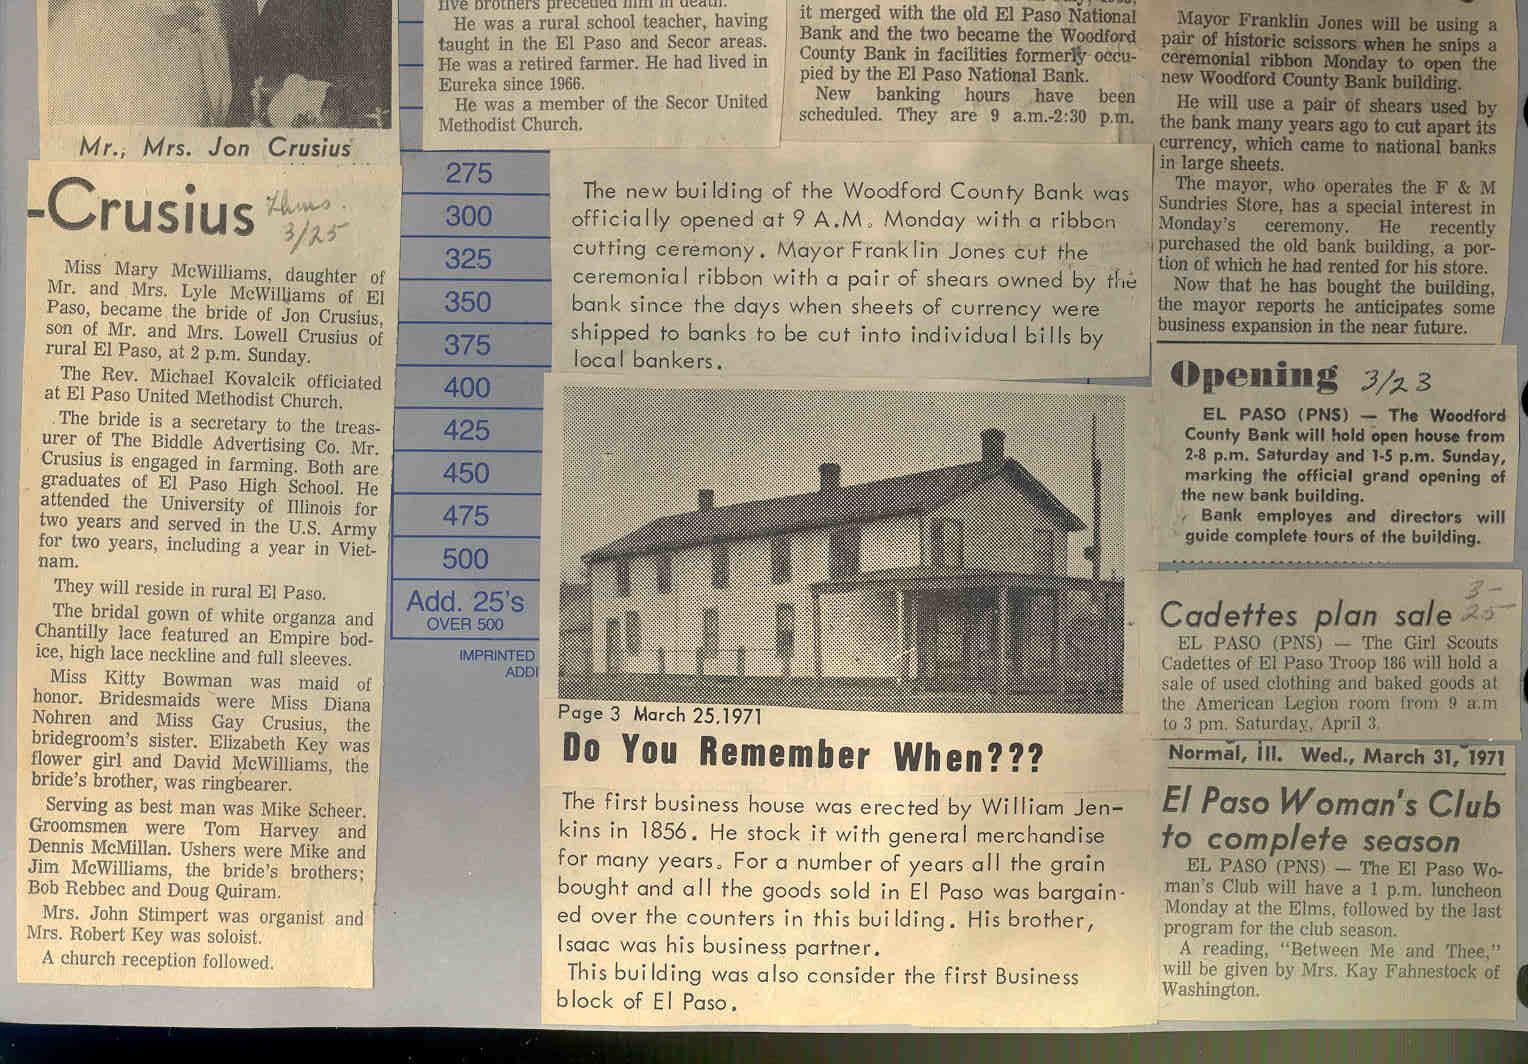 Mr., Mrs. Jon Crusius
-Crusius
3/25
Miss Mary McWilliams, daughter of
Mr. and Mrs. Lyle McWilliams of El
Paso, became the bride of Jon Crusius,
son of Mr. and Mrs. Lowell Crusius of
rural El Paso, at 2 p.m. Sunday.
The Rev. Michael Kovalcik officiated
at El Paso United Methodist Church.
The bride is a secretary to the treas-
urer of The Biddle Advertising Co. Mr.
Crusius is engaged in farming. Both are
graduates of El Paso High School. He
attended the University of Illinois for
two years and served in the U.S. Army
for two years, including a year in Viet-
nam.
They will reside in rural El Paso.
The bridal gown of white organza and
Chantilly lace featured an Empire bod-
ice, high lace neckline and full sleeves.
Miss Kitty Bowman was maid of
honor. Bridesmaids were Miss Diana
Nohren and Miss Gay Crusius, the
bridegroom's sister. Elizabeth Key was
flower girl and David McWilliams, the
bride's brother, was ringbearer.
Serving as best man was Mike Scheer.
Groomsmen were Tom Harvey and
Dennis McMillan. Ushers were Mike and
Jim McWilliams, the bride's brothers;
Bob Rebbec and Doug Quiram.
Mrs. John Stimpert was organist and
Mrs. Robert Key was soloist.
A church reception followed.
five brothers preceded him in death.
He was a rural school teacher, having
taught in the El Paso and Secor areas.
He was a retired farmer. He had lived in
Eureka since 1966.
He was a member of the Secor United
Methodist Church.
275
300
325
350
375
400
425
450
475
500
Add. 25's
OVER 500
IMPRINTED
ADDI
it merged with the old El Paso National
Bank and the two became the Woodford
County Bank in facilities formerly occu-
pied by the El Paso National Bank.
New banking hours have been
scheduled. They are 9 a.m.-2:30 p.m.
The new building of the Woodford County Bank was
officially opened at 9 A.M. Monday with a ribbon
cutting ceremony. Mayor Franklin Jones cut the
ceremonial ribbon with a pair of shears owned by the
bank since the days when sheets of currency were
shipped to banks to be cut into individual bills by
local bankers.
Page 3 March 25,1971
Do You Remember When???
The first business house was erected by William Jen-
kins in 1856. He stock it with general merchandise
for many years. For a number of years all the grain
bought and all the goods sold in El Paso was bargain-
ed over the counters in this building. His brother,
Isaac was his business partner.
This building was also consider the first Business
block of El Paso.
Mayor Franklin Jones will be using a
pair of historic scissors when he snips a
ceremonial ribbon Monday to open the
new Woodford County Bank building.
He will use a pair of shears used by
the bank many years ago to cut apart its
currency, which came to national banks
in large sheets.
The mayor, who operates the F & M
Sundries Store, has a special interest in
Monday's ceremony. He recently
purchased the old bank building, a por-
tion of which he had rented for his store.
Now that he has bought the building,
the mayor reports he anticipates some
business expansion in the near future.
Opening 3/23
EL PASO (PNS) — The Woodford
County Bank will hold open house from
2-8 p.m. Saturday and 1-5 p.m. Sunday,
marking the official grand opening of
the new bank building.
Bank employes and directors will
guide complete tours of the building.
Cadettes plan sale 3-25
EL PASO (PNS) — The Girl Scouts
Cadettes of El Paso Troop 186 will hold a
sale of used clothing and baked goods at
the American Legion room from 9 a.m
to 3 pm. Saturday, April 3.
Normal, Ill. Wed., March 31, 1971
El Paso Woman's Club
to complete season
EL PASO (PNS) — The El Paso Wo-
man's Club will have a 1 p.m. luncheon
Monday at the Elms, followed by the last
program for the club season.
A reading, "Between Me and Thee,"
will be given by Mrs. Kay Fahnestock of
Washington.